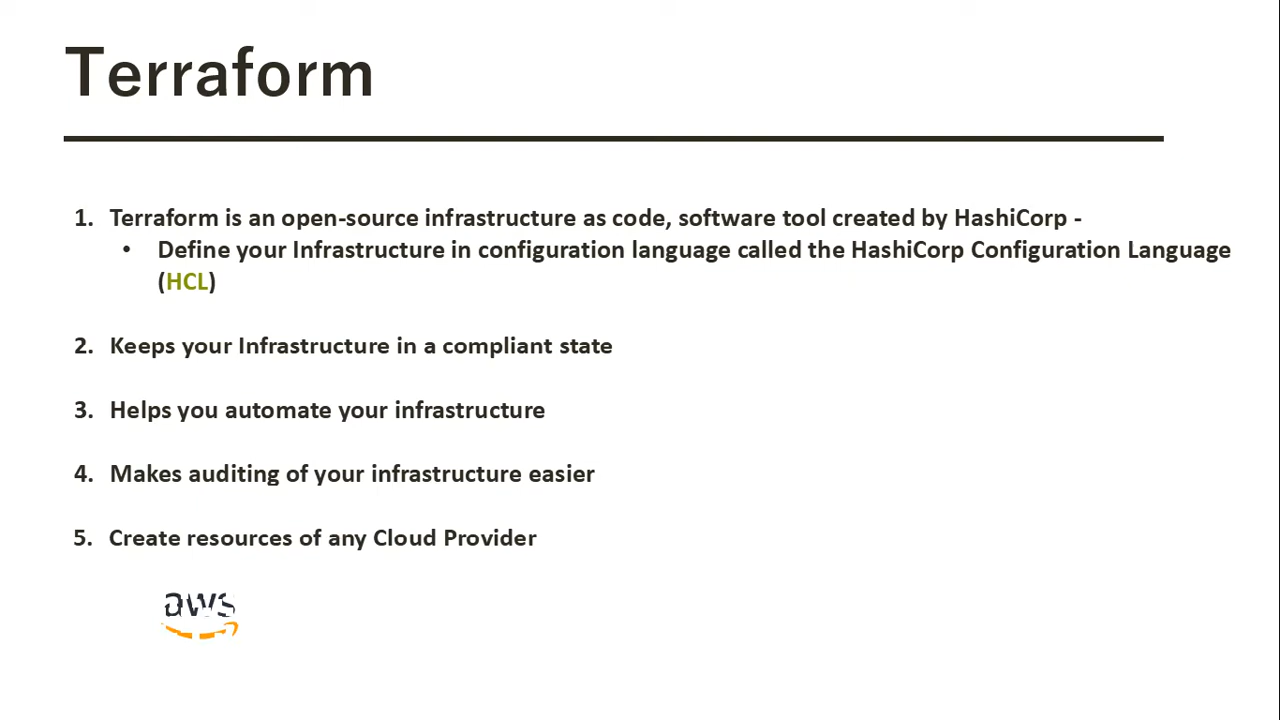 Terraform
1. Terraform is an open-source infrastructure as code, software tool created by HashiCorp -
• Define your Infrastructure in configuration language called the HashiCorp Configuration Language
(HCL)
2. Keeps your Infrastructure in a compliant state
3. Helps you automate your infrastructure
4. Makes auditing of your infrastructure easier
5. Create resources of any Cloud Provider
aws